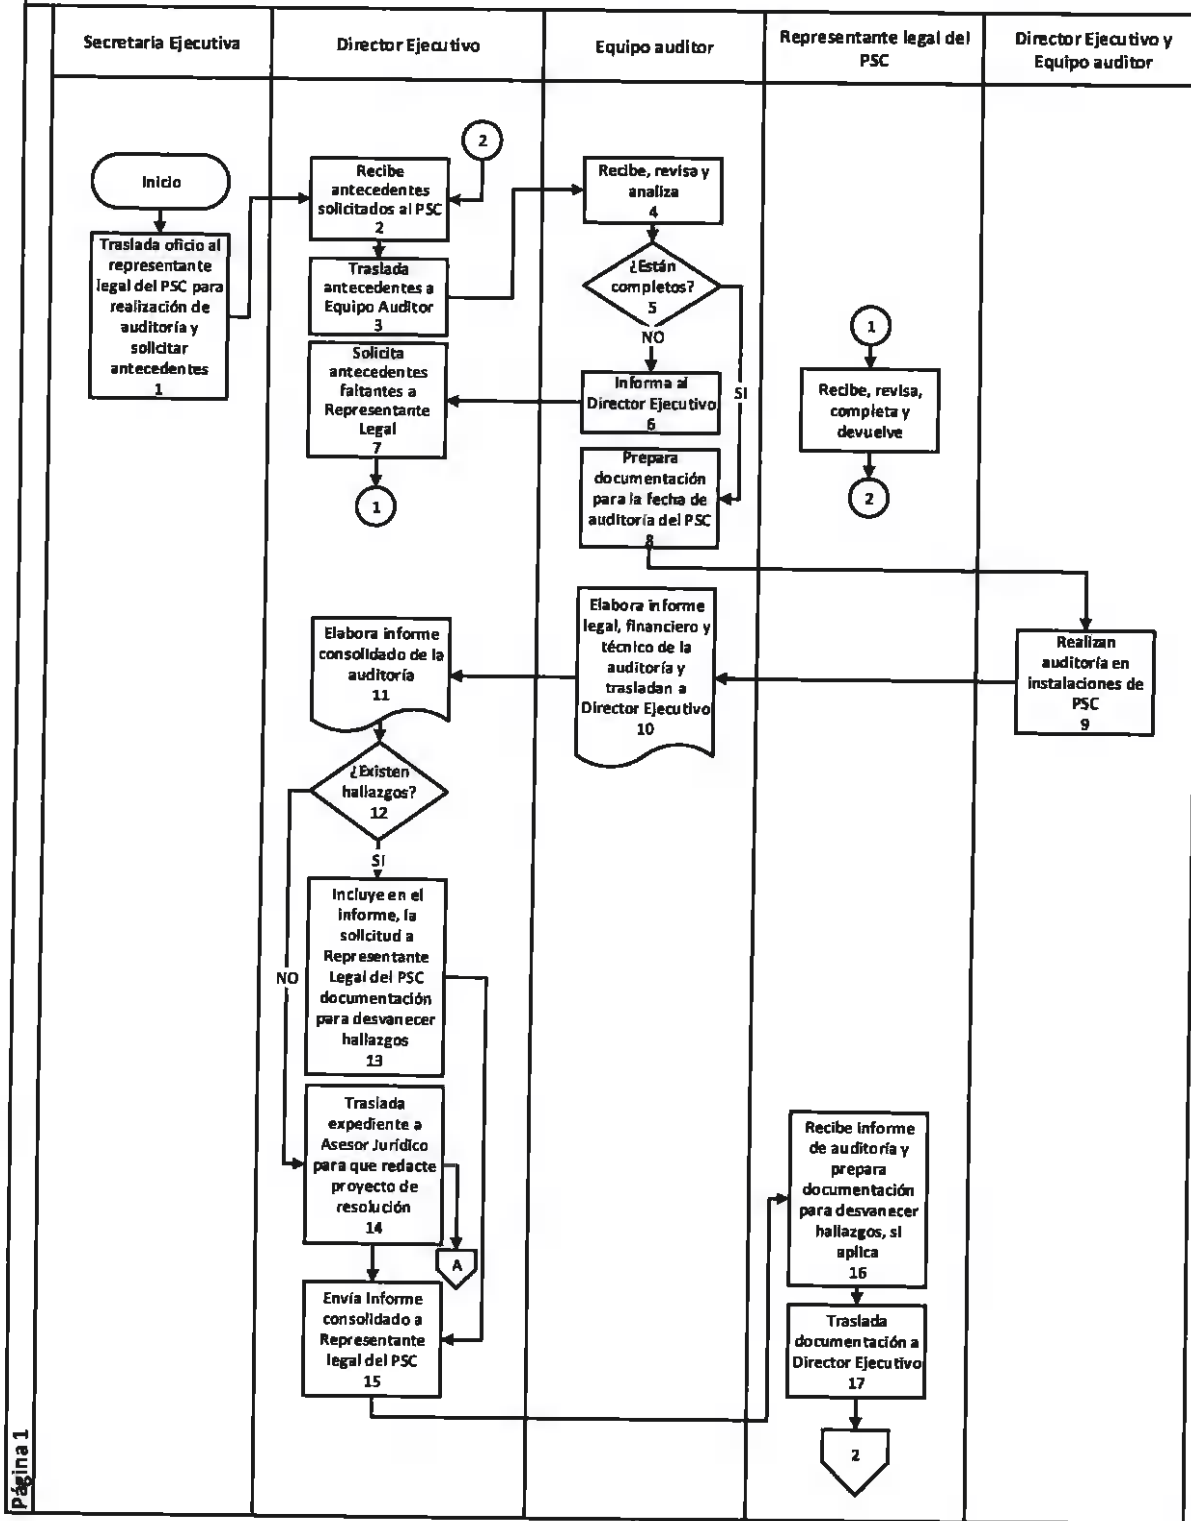 Secretaria Ejecutiva
Director Ejecutivo
Equipo auditor
Representante legal del
PSC
Director Ejecutivo y
Equipo auditor
Inicio
Traslada oficio al
representante
legal del PSC para
realización de
auditoría y
solicitar
antecedentes
1
2
Recibe
antecedentes
solicitados al PSC
2
Traslada
antecedentes a
Equipo Auditor
3
Recibe, revisa y
analiza
4
¿Están
completos?
5
NO
SI
Informa al
Director Ejecutivo
6
Solicita
antecedentes
faltantes a
Representante
Legal
7
1
1
Recibe, revisa,
completa y
devuelve
2
Prepara
documentación
para la fecha de
auditoría del PSC
8
Realizan
auditoría en
instalaciones de
PSC
9
Elabora informe
legal, financiero y
técnico de la
auditoría y
trasladan a
Director Ejecutivo
10
Elabora informe
consolidado de la
auditoría
11
¿Existen
hallazgos?
12
SI
NO
Incluye en el
informe, la
solicitud a
Representante
Legal del PSC
documentación
para desvanecer
hallazgos
13
Traslada
expediente a
Asesor Jurídico
para que redacte
proyecto de
resolución
14
A
Envía Informe
consolidado a
Representante
legal del PSC
15
Recibe informe
de auditoría y
prepara
documentación
para desvanecer
hallazgos, si
aplica
16
Traslada
documentación a
Director Ejecutivo
17
2
Página 1